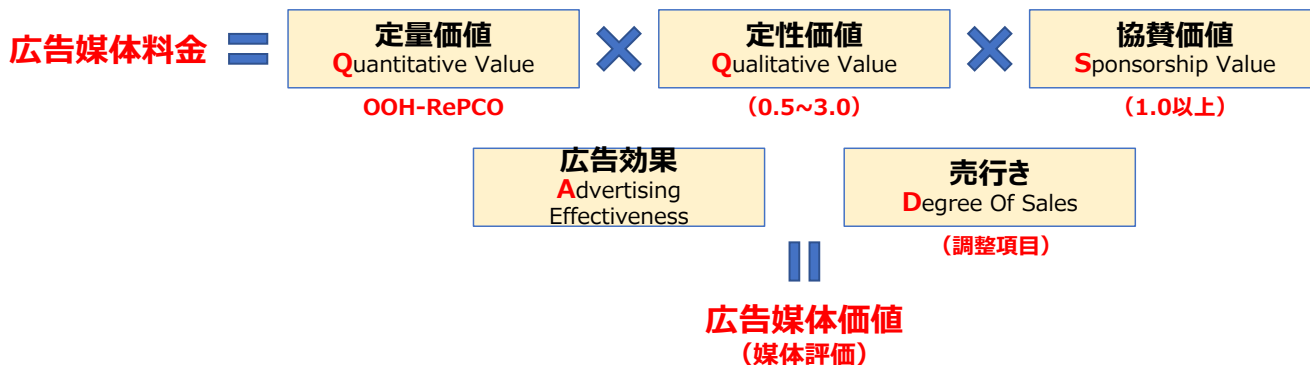 広告媒体料金
定量価値
Quantitative Value
OOH-RePCO
定性価値
Qualitative Value
(0.5~3.0)
協賛価値
Sponsorship Value
(1.0以上)
広告効果
Advertising
Effectiveness
売行き
Degree Of Sales
(調整項目)
広告媒体価値
(媒体評価)